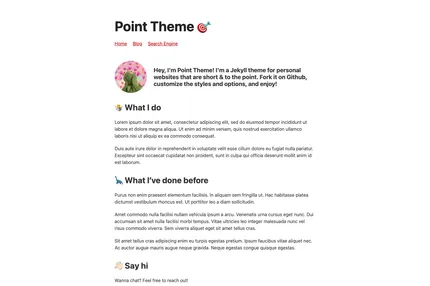 Point Theme
Home Blog Search Engine
Hey, I'm Point Theme! I'm a Jekyll theme for personal
websites that are short & to the point. Fork it on Github,
customize the styles and options, and enjoy!
What I do
Lorem ipsum dolor sit amet, consectetur adipiscing elit, sed do eiusmod tempor incididunt ut
labore et dolore magna aliqua. Ut enim ad minim veniam, quis nostrud exercitation ullamco
laboris nisi ut aliquip ex ea commodo consequat.
Duis aute irure dolor in reprehenderit in voluptate velit esse cillum dolore eu fugiat nulla pariatur.
Excepteur sint occaecat cupidatat non proident, sunt in culpa qui officia deserunt mollit anim id
est laborum.
What I've done before
Purus non enim praesent elementum facilisis. In aliquam sem fringilla ut. Hac habitasse platea
dictumst vestibulum rhoncus est. Ut porttitor leo a diam sollicitudin.
Amet commodo nulla facilisi nullam vehicula ipsum a arcu. Venenatis urna cursus eget nunc. Dui
accumsan sit amet nulla facilisi morbi tempus. Vitae ultricies leo integer malesuada nunc vel
risus commodo viverra. Sem viverra aliquet eget sit amet tellus cras.
Sit amet tellus cras adipiscing enim eu turpis egestas pretium. Ipsum faucibus vitae aliquet nec.
Ac auctor augue mauris augue neque gravida. Neque egestas congue quisque egestas.
Say hi
Wanna chat? Feel free to reach out!